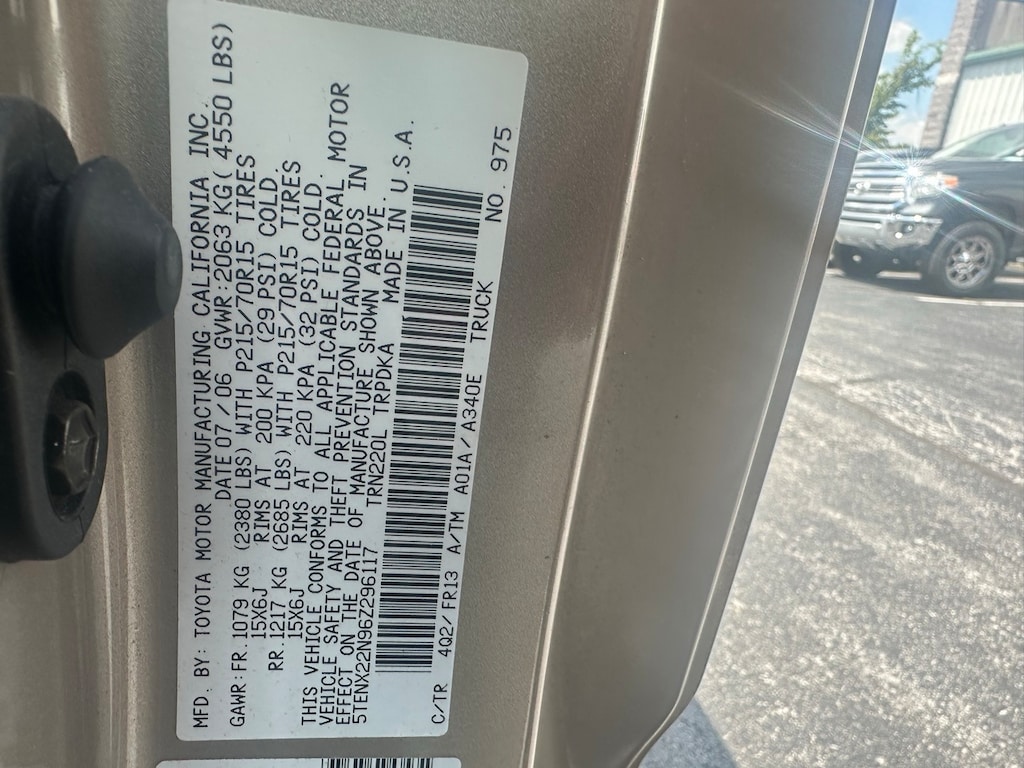 MFD. BY: TOYOTA MOTOR MANUFACTURING CALIFORNIA INC.
DATE 07 / 06 GVWR: 2063 KG( 4550 LBS)
GAWR: FR. 1079 KG (2380 LBS) WITH P215/70R15 TIRES
15X6J RIMS AT 200 KPA (29 PSI) COLD.
RR. 1217 KG (2685 LBS) WITH P215/70R15 TIRES
15X6J RIMS AT 220 KPA (32 PSI) COLD.
THIS VEHICLE CONFORMS TO ALL APPLICABLE FEDERAL MOTOR
VEHICLE SAFETY AND THEFT PREVENTION STANDARDS IN
EFFECT ON THE DATE OF MANUFACTURE SHOWN ABOVE.
5TENX22N96Z296117 TRN220L TRPDKA MADE IN U.S.A.
C/TR 4Q2/FR13 A/TM A01A/A340E TRUCK NO. 975